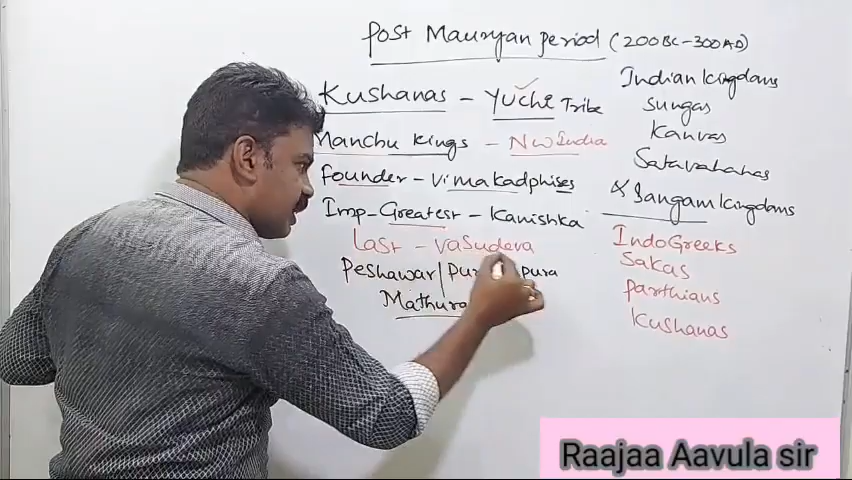 Post Mauryan period (200BC-300AD)
Kushanas - Yuchi Tribe
Manchu kings - NW India
founder - Vima kadphises
Imp-Greatest - Kanishka
Last - Vasudeva
Peshawar/
Mathura
Indian kingdoms
Sungas
Kanvas
Satavahanas
& Sangam kingdoms
IndoGreeks
Sakas
parthians
Kushanas
Raajaa Aavula sir